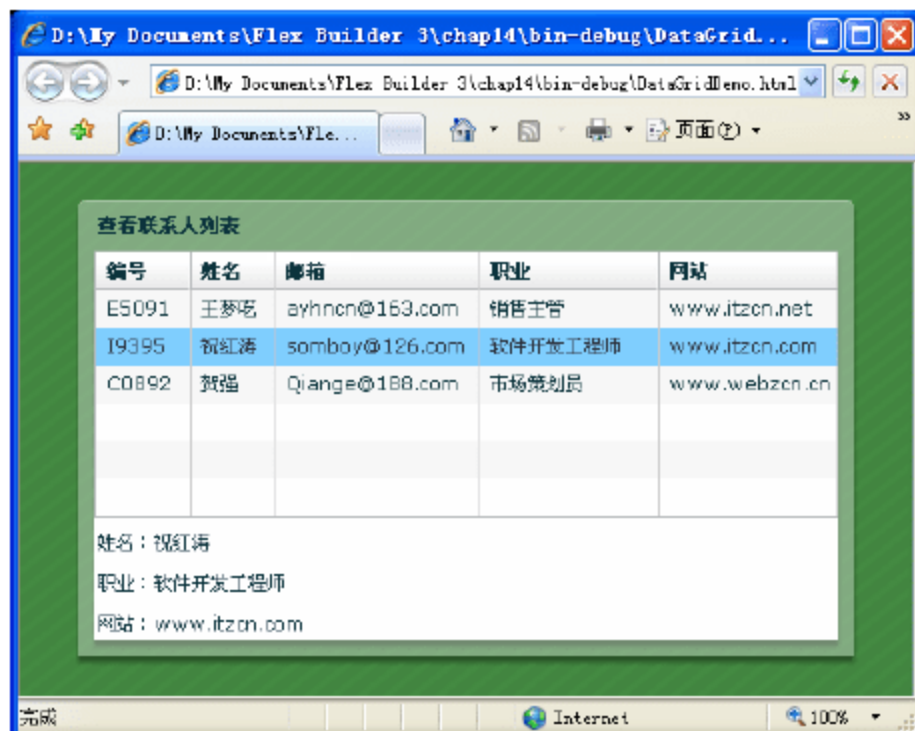 D:\My Documents\Flex Builder 3\chap14\bin-debug\DataGrid...
D:\My Documents\Flex Builder 3\chap14\bin-debug\DataGridDemo.html
D:\My Documents\Fle... 页面(P)
查看联系人列表
编号 姓名 邮箱 职业 网站
E5091 王梦吃 ayhncn@163.com 销售主管 www.itzcn.net
I9395 祝红涛 somboy@126.com 软件开发工程师 www.itzcn.com
C0892 贺强 Qiange@188.com 市场策划员 www.webzcn.cn
姓名：祝红涛
职业：软件开发工程师
网站：www.itzcn.com
完成 Internet 100%